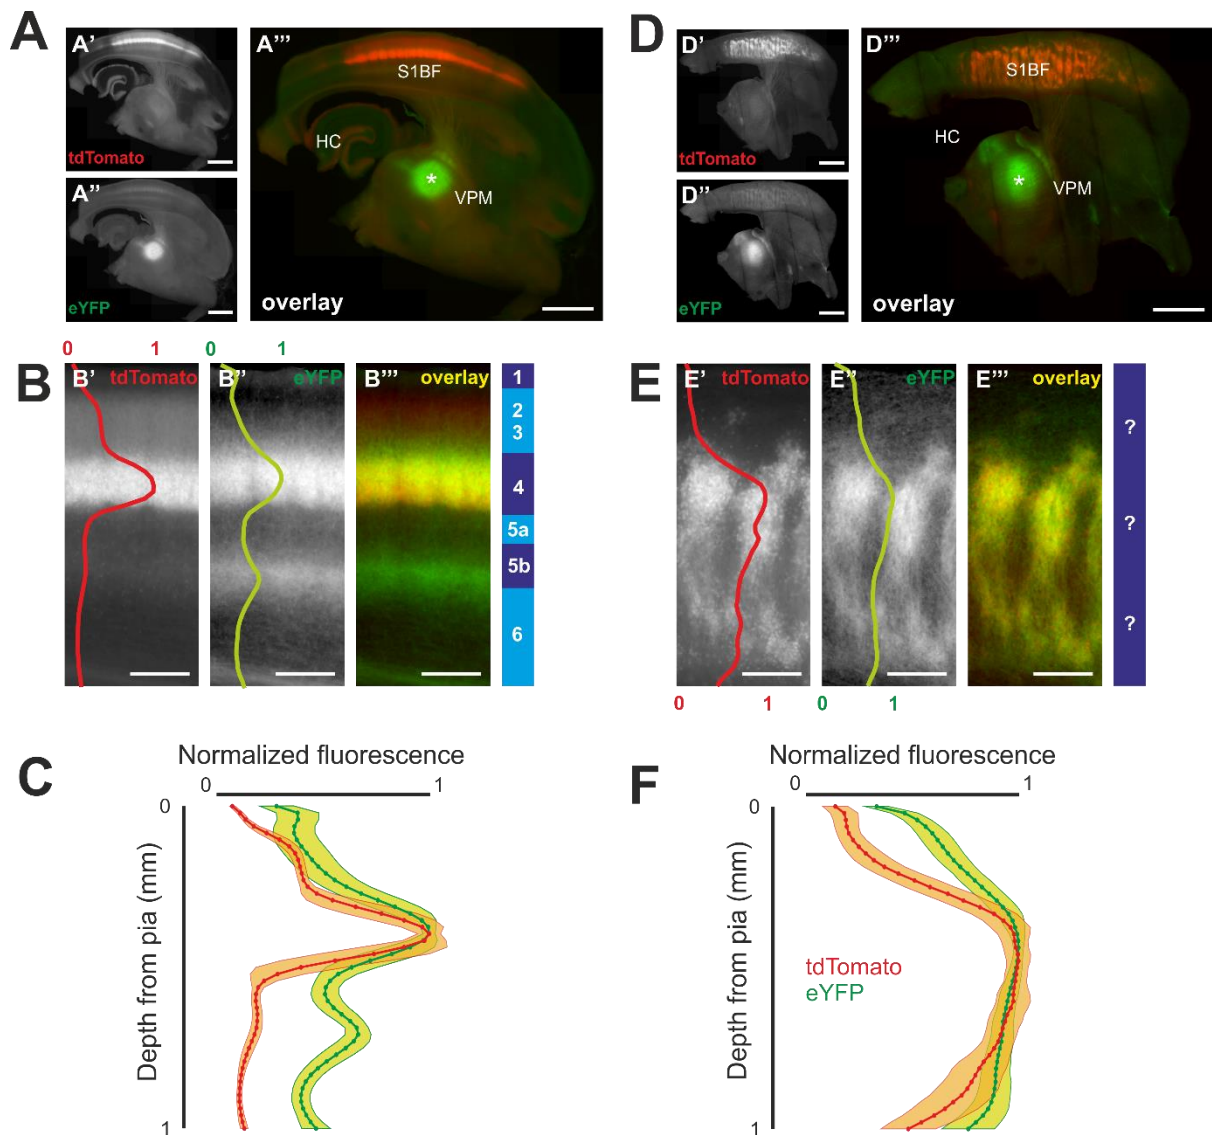 A
A'
tdTomato
A''
eYFP
A'''
S1BF
HC
*
VPM
overlay
D
D'
tdTomato
D''
eYFP
D'''
S1BF
HC
*
VPM
overlay
0 1 0 1
B
B' tdTomato
B'' eYFP
B''' overlay
1
2
3
4
5a
5b
6
E
E' tdTomato
E'' eYFP
E''' overlay
?
?
?
0 1 0 1
C
Normalized fluorescence
0 1
0
Depth from pia (mm)
1
F
Normalized fluorescence
0 1
0
Depth from pia (mm)
tdTomato
eYFP
1